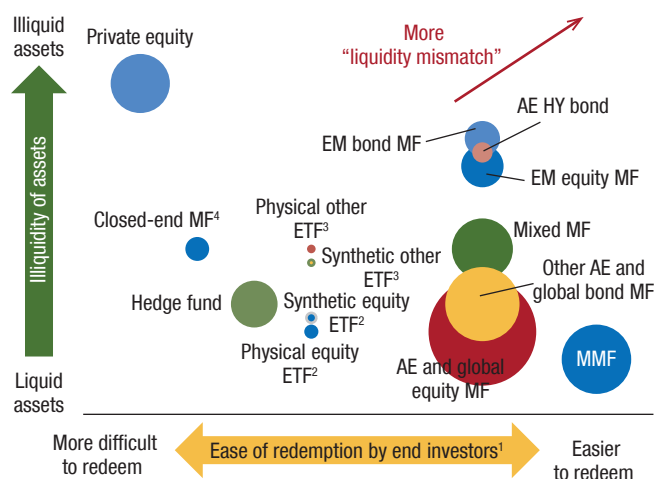 Illiquid
assets
Private equity
More
“liquidity mismatch”
AE HY bond
EM bond MF
EM equity MF
Illiquidity of assets
Closed-end MF4
Physical other
ETF3
Synthetic other
ETF3
Mixed MF
Other AE and
global bond MF
Hedge fund
Synthetic equity
ETF2
Physical equity
ETF2
AE and global
equity MF
MMF
Liquid
assets
More difficult
to redeem
Ease of redemption by end investors1
Easier
to redeem